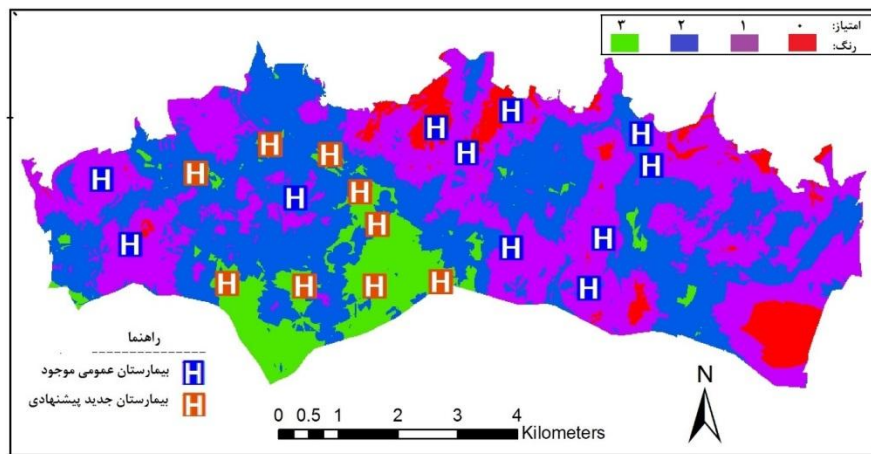 امتیاز: ۰ ۱ ۲ ۳
رنگ:
H H H H H H H H H H H H H H H H H H H H H
راهنما
H بیمارستان عمومی موجود
H بیمارستان جدید پیشنهادی
0 0.5 1 2 3 4
Kilometers
N